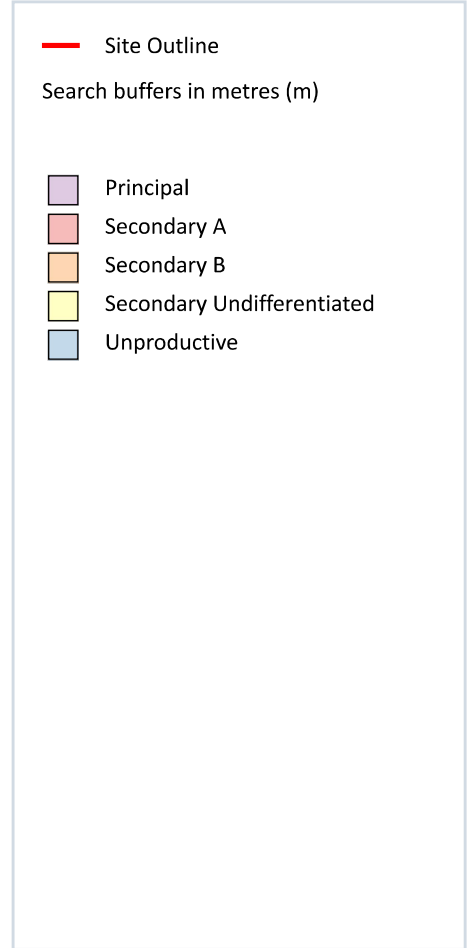 Site Outline
Search buffers in metres (m)
Principal
Secondary A
Secondary B
Secondary Undifferentiated
Unproductive